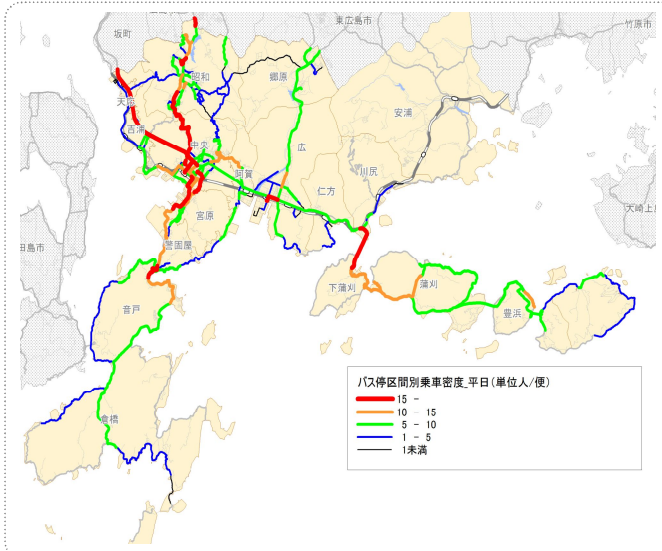 東広島市
坂町
竹原市
昭和
郷原
天応
安浦
吉浦
中央
広
阿賀
川尻
仁方
大崎上島
宮原
田島市
警固屋
下蒲刈
蒲刈
音戸
豊浜
倉橋
バス停区間別乗車密度_平日(単位人/便)
15 -
10 - 15
5 - 10
1 - 5
1未満